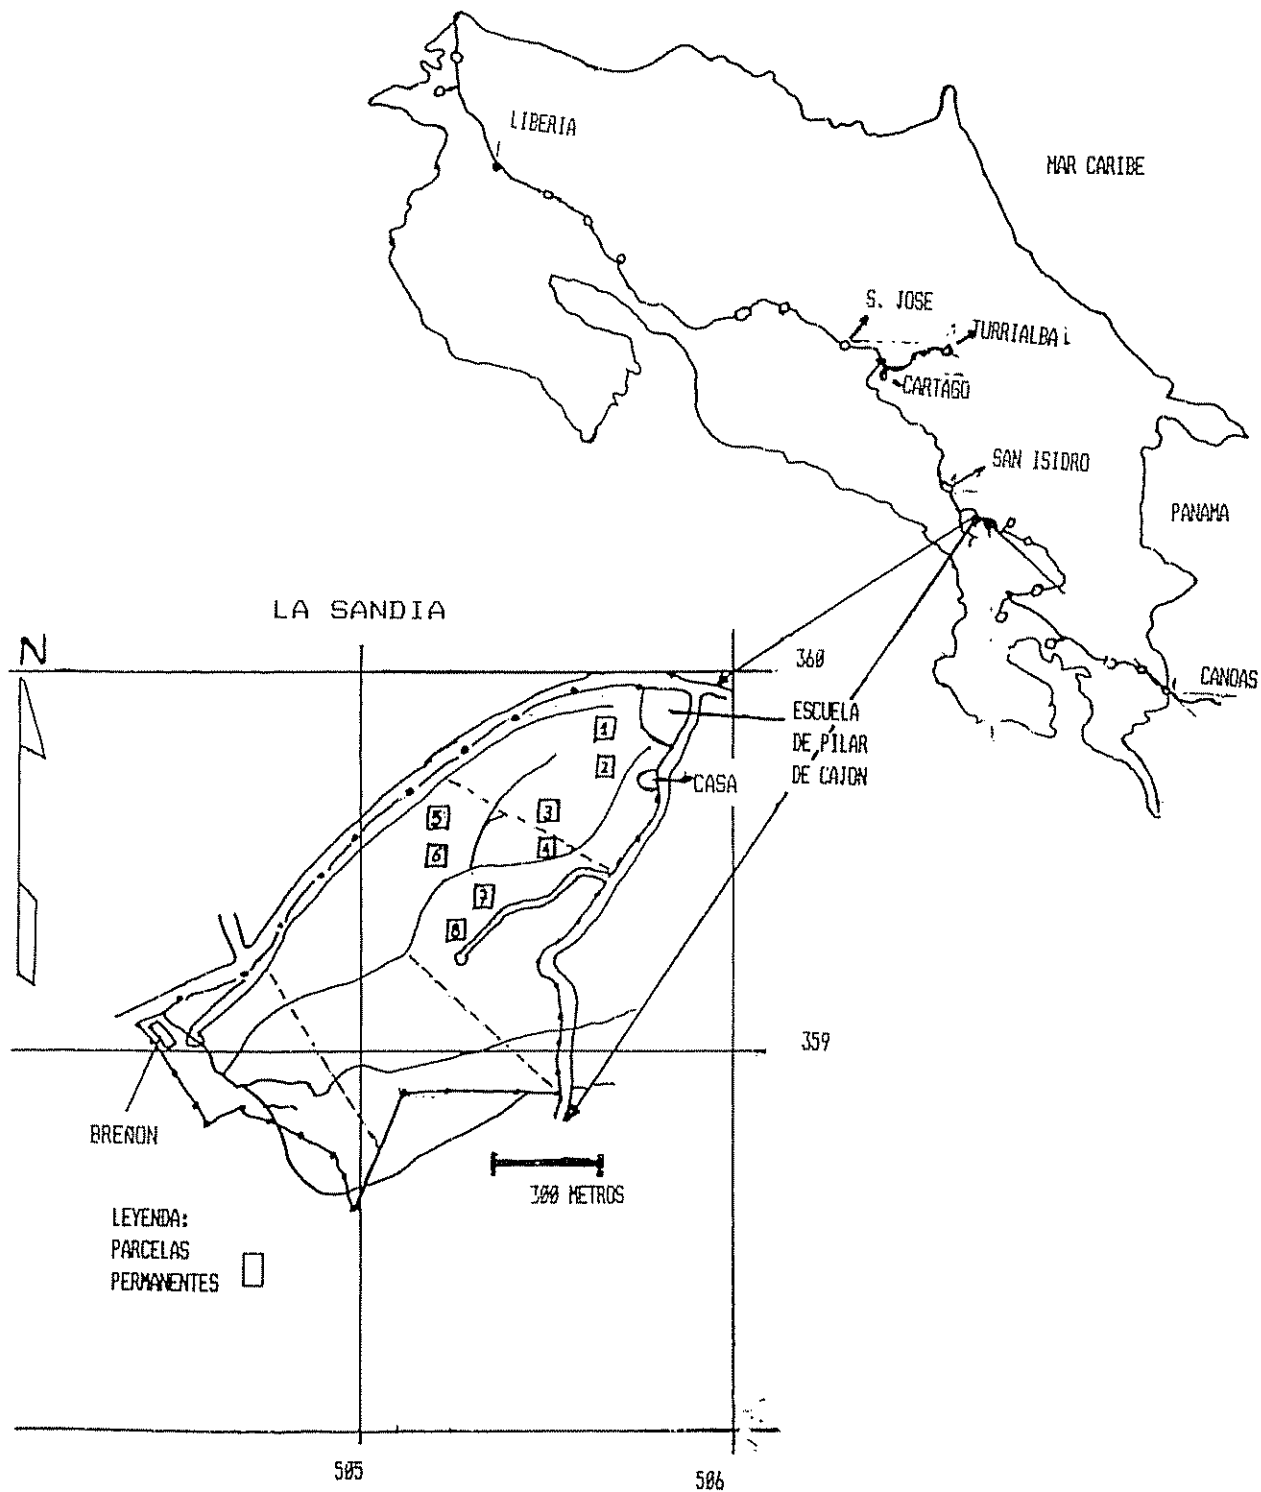 LIBERIA
MAR CARIBE
S. JOSE
TURRIALBA
CARTAGO
SAN ISIDRO
PANAMA
CANOAS
LA SANDIA
N
360
ESCUELA
DE PILAR
DE CAJON
CASA
1
2
3
4
5
6
7
8
359
BREÑON
300 METROS
LEYENDA:
PARCELAS
PERMANENTES
505
506